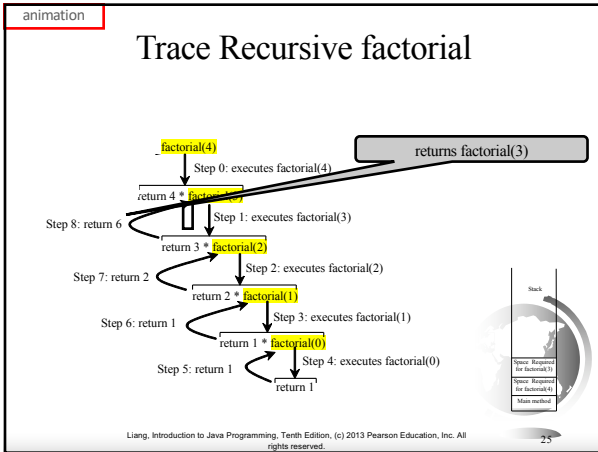 animation
Trace Recursive factorial
factorial(4)
returns factorial(3)
Step 0: executes factorial(4)
return 4 * factorial(3)
Step 8: return 6
Step 1: executes factorial(3)
return 3 * factorial(2)
Step 7: return 2
Step 2: executes factorial(2)
return 2 * factorial(1)
Step 6: return 1
Step 3: executes factorial(1)
return 1 * factorial(0)
Step 5: return 1
Step 4: executes factorial(0)
return 1
Stack
Space Required
for factorial(3)
Space Required
for factorial(4)
Main method
Liang, Introduction to Java Programming, Tenth Edition, (c) 2013 Pearson Education, Inc. All
rights reserved.
25